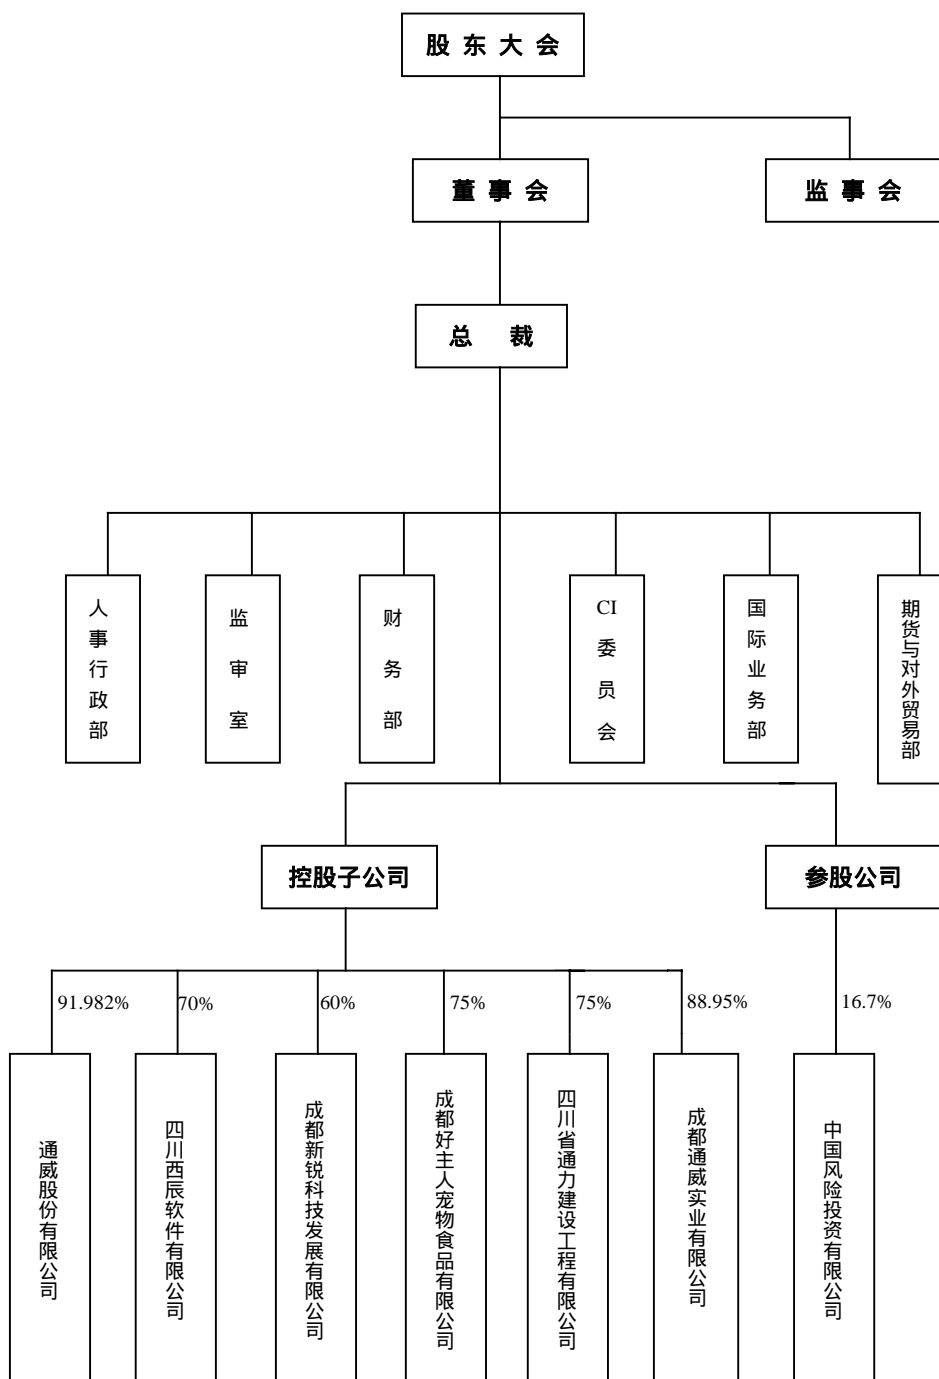 股东大会
董事会
监事会
总裁
人事行政部
监审室
财务部
CI委员会
国际业务部
期货与对外贸易部
控股子公司
参股公司
91.982%
70%
60%
75%
75%
88.95%
16.7%
通威股份有限公司
四川西辰软件有限公司
成都新锐科技发展有限公司
成都好主人宠物食品有限公司
四川省通力建设工程有限公司
成都通威实业有限公司
中国风险投资有限公司